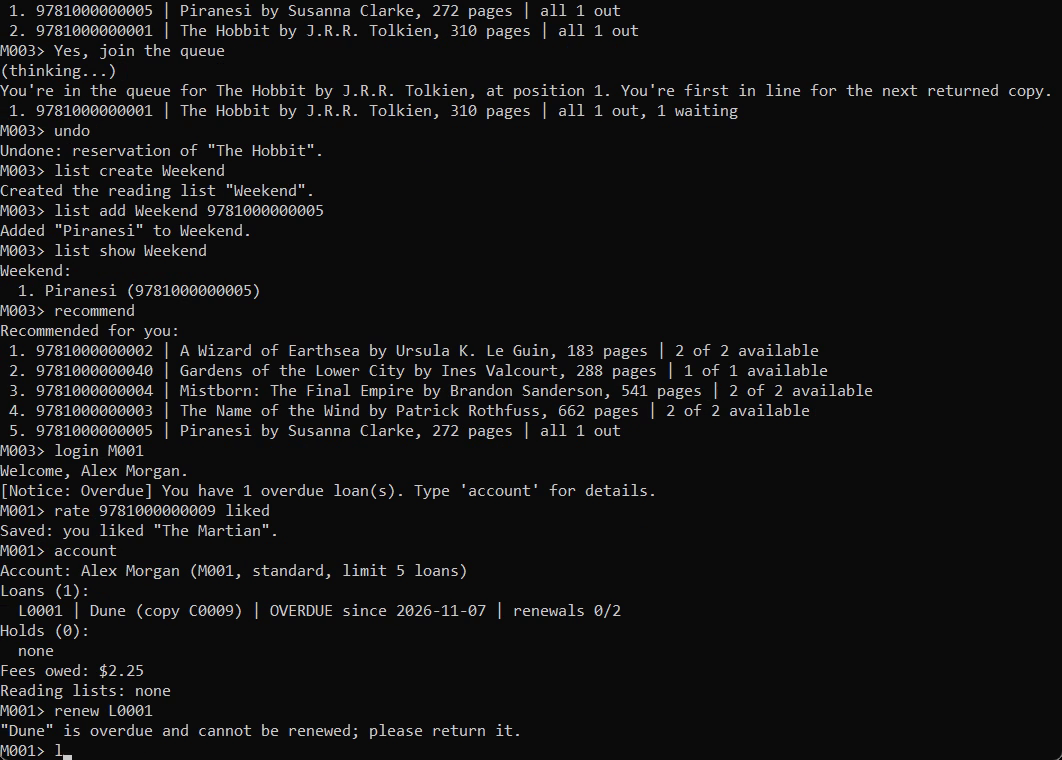 1. 9781000000005 | Piranesi by Susanna Clarke, 272 pages | all 1 out
2. 9781000000001 | The Hobbit by J.R.R. Tolkien, 310 pages | all 1 out
M003> Yes, join the queue
(thinking...)
You're in the queue for The Hobbit by J.R.R. Tolkien, at position 1. You're first in line for the next returned copy.
1. 9781000000001 | The Hobbit by J.R.R. Tolkien, 310 pages | all 1 out, 1 waiting
M003> undo
Undone: reservation of "The Hobbit".
M003> list create Weekend
Created the reading list "Weekend".
M003> list add Weekend 9781000000005
Added "Piranesi" to Weekend.
M003> list show Weekend
Weekend:
1. Piranesi (9781000000005)
M003> recommend
Recommended for you:
1. 9781000000002 | A Wizard of Earthsea by Ursula K. Le Guin, 183 pages | 2 of 2 available
2. 9781000000040 | Gardens of the Lower City by Ines Valcourt, 288 pages | 1 of 1 available
3. 9781000000004 | Mistborn: The Final Empire by Brandon Sanderson, 541 pages | 2 of 2 available
4. 9781000000003 | The Name of the Wind by Patrick Rothfuss, 662 pages | 2 of 2 available
5. 9781000000005 | Piranesi by Susanna Clarke, 272 pages | all 1 out
M003> login M001
Welcome, Alex Morgan.
[Notice: Overdue] You have 1 overdue loan(s). Type 'account' for details.
M001> rate 9781000000009 liked
Saved: you liked "The Martian".
M001> account
Account: Alex Morgan (M001, standard, limit 5 loans)
Loans (1):
L0001 | Dune (copy C0009) | OVERDUE since 2026-11-07 | renewals 0/2
Holds (0):
none
Fees owed: $2.25
Reading lists: none
M001> renew L0001
"Dune" is overdue and cannot be renewed; please return it.
M001> l